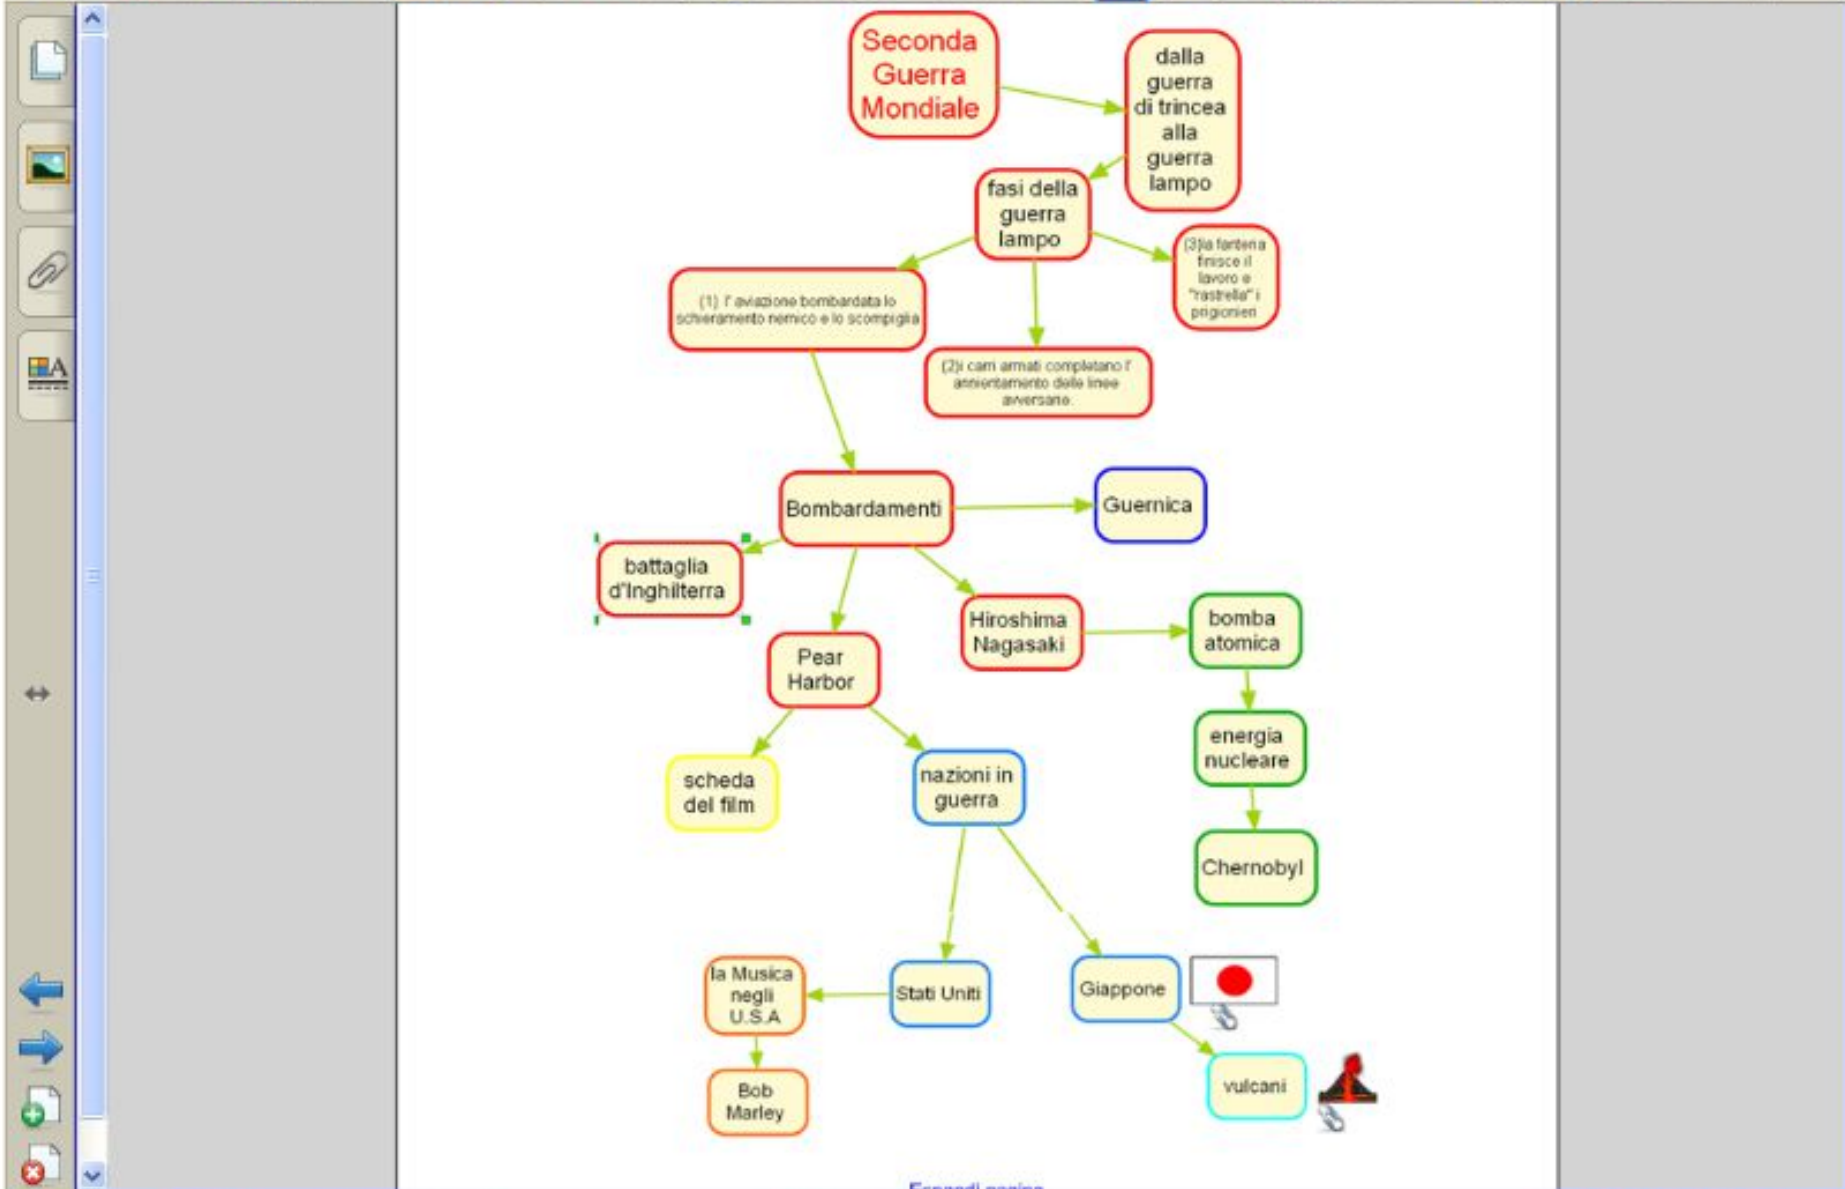 Seconda
Guerra
Mondiale
dalla
guerra
di trincea
alla
guerra
lampo
fasi della
guerra
lampo
(1) l' aviazione bombardata lo
schieramento nemico e lo scompiglia
(2)i carri armati completano l'
annientamento delle linee
avversarie.
(3)la fanteria
finisce il
lavoro e
"rastrella" i
prigionieri
Bombardamenti
Guernica
battaglia
d'Inghilterra
Pear
Harbor
Hiroshima
Nagasaki
bomba
atomica
energia
nucleare
Chernobyl
scheda
del film
nazioni in
guerra
Stati Uniti
Giappone
la Musica
negli
U.S.A
Bob
Marley
vulcani